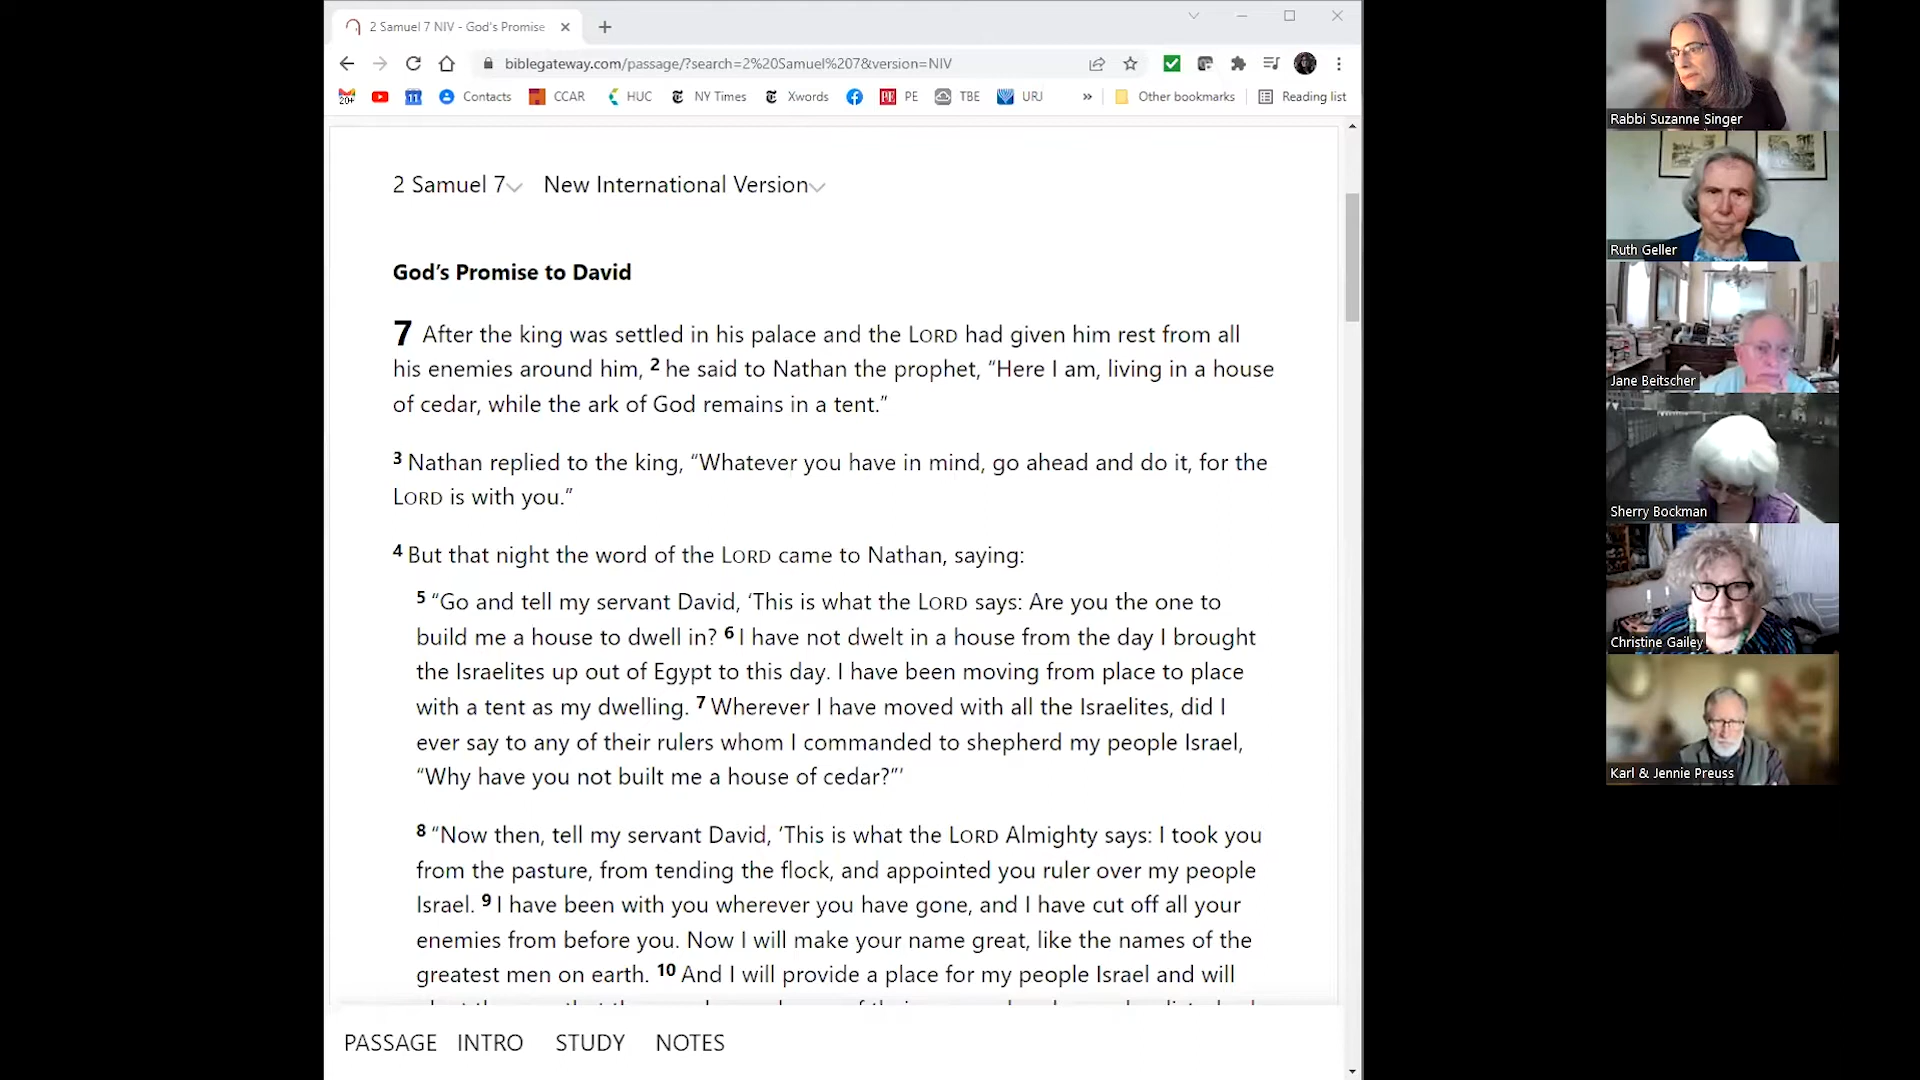 2 Samuel 7 NIV - God's Promise
biblegateway.com/passage/?search=2%20Samuel%207&version=NIV
20+
11
Contacts
CCAR
HUC
NY Times
Xwords
PE
PE
TBE
URJ
»
Other bookmarks
Reading list
2 Samuel 7
New International Version
God's Promise to David
7 After the king was settled in his palace and the LORD had given him rest from all
his enemies around him, 2 he said to Nathan the prophet, “Here I am, living in a house
of cedar, while the ark of God remains in a tent.”
3 Nathan replied to the king, “Whatever you have in mind, go ahead and do it, for the
LORD is with you.”
4 But that night the word of the LORD came to Nathan, saying:
5 “Go and tell my servant David, ‘This is what the LORD says: Are you the one to
build me a house to dwell in? 6 I have not dwelt in a house from the day I brought
the Israelites up out of Egypt to this day. I have been moving from place to place
with a tent as my dwelling. 7 Wherever I have moved with all the Israelites, did I
ever say to any of their rulers whom I commanded to shepherd my people Israel,
“Why have you not built me a house of cedar?”’
8 “Now then, tell my servant David, ‘This is what the LORD Almighty says: I took you
from the pasture, from tending the flock, and appointed you ruler over my people
Israel. 9 I have been with you wherever you have gone, and I have cut off all your
enemies from before you. Now I will make your name great, like the names of the
greatest men on earth. 10 And I will provide a place for my people Israel and will
PASSAGE
INTRO
STUDY
NOTES
Rabbi Suzanne Singer
Ruth Geller
Jane Beitscher
Sherry Bockman
Christine Gailey
Karl & Jennie Preuss